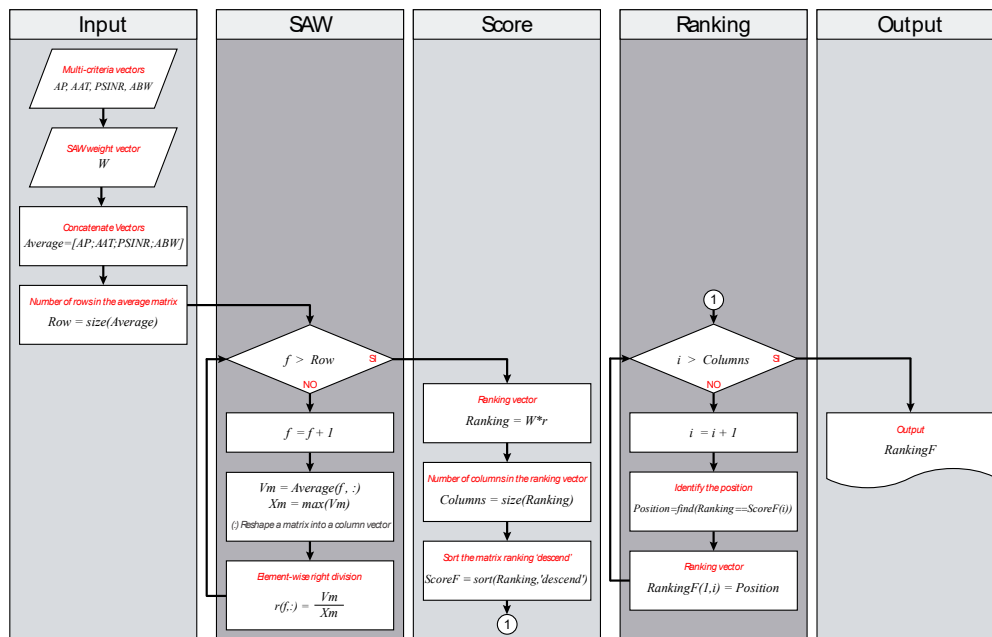 Input
Multi-criteria vectors
AP, AAT, PSINR, ABW
SAW weight vector
W
Concatenate Vectors
Average=[AP;AAT;PSINR;ABW]
Number of rows in the average matrix
Row = size(Average)
SAW
f > Row
SI
NO
f = f + 1
Vm = Average(f , :)
Xm = max(Vm)
(:) Reshape a matrix into a column vector
Element-wise right division
r(f,:) = Vm
Xm
Score
Ranking vector
Ranking = W*r
Number of columns in the ranking vector
Columns = size(Ranking)
Sort the matrix ranking 'descend'
ScoreF = sort(Ranking,'descend')
1
Ranking
1
i > Columns
SI
NO
i = i + 1
Identify the position
Position=find(Ranking==ScoreF(i))
Ranking vector
RankingF(1,i) = Position
Output
Output
RankingF